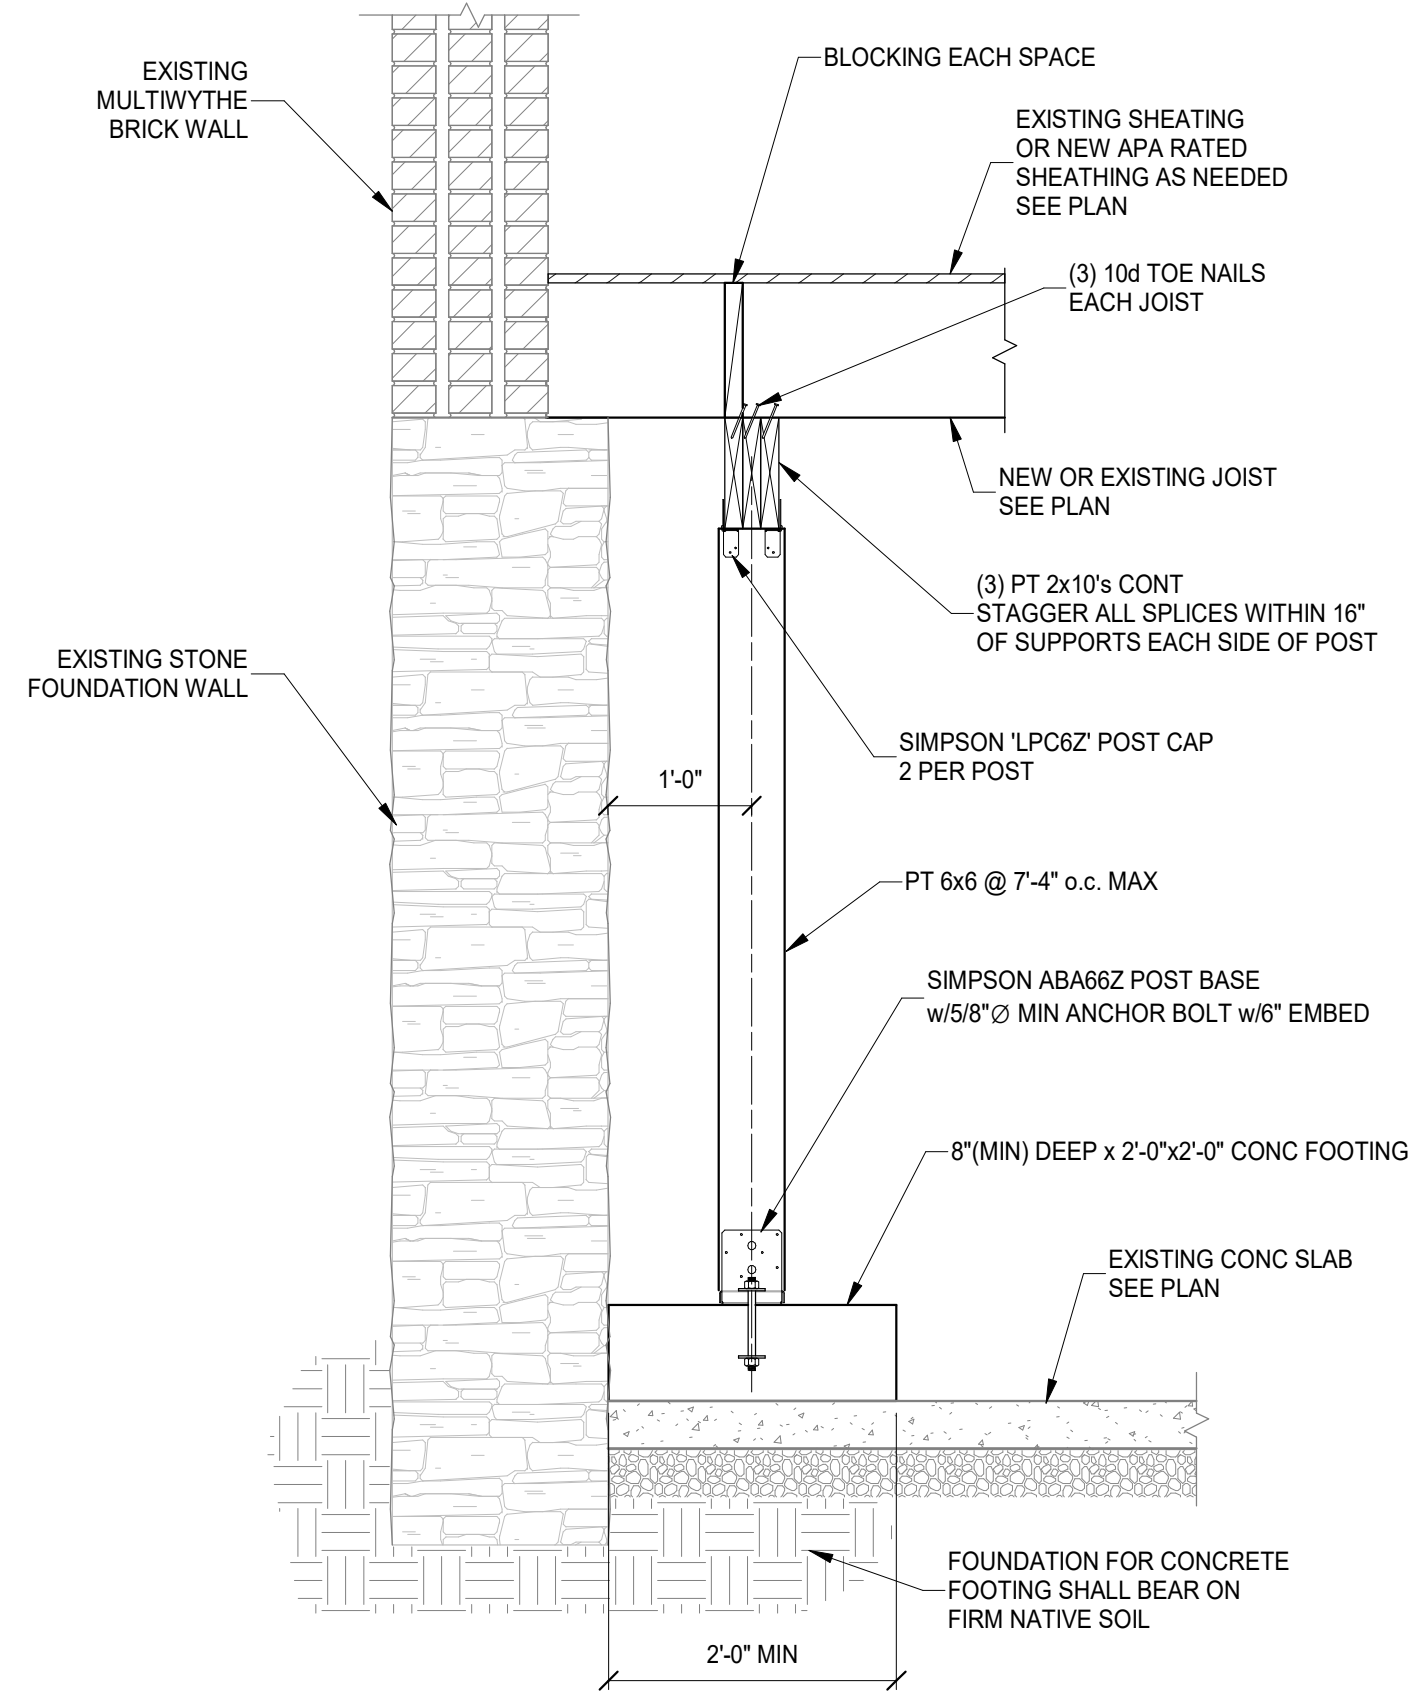 BLOCKING EACH SPACE
EXISTING
MULTIWYTHE
BRICK WALL
EXISTING SHEATING
OR NEW APA RATED
SHEATHING AS NEEDED
SEE PLAN
(3) 10d TOE NAILS
EACH JOIST
NEW OR EXISTING JOIST
SEE PLAN
(3) PT 2x10's CONT
STAGGER ALL SPLICES WITHIN 16"
OF SUPPORTS EACH SIDE OF POST
EXISTING STONE
FOUNDATION WALL
SIMPSON 'LPC6Z' POST CAP
2 PER POST
1'-0"
PT 6x6 @ 7'-4" o.c. MAX
SIMPSON ABA66Z POST BASE
w/5/8"Ø MIN ANCHOR BOLT w/6" EMBED
8"(MIN) DEEP x 2'-0"x2'-0" CONC FOOTING
EXISTING CONC SLAB
SEE PLAN
FOUNDATION FOR CONCRETE
FOOTING SHALL BEAR ON
FIRM NATIVE SOIL
2'-0" MIN